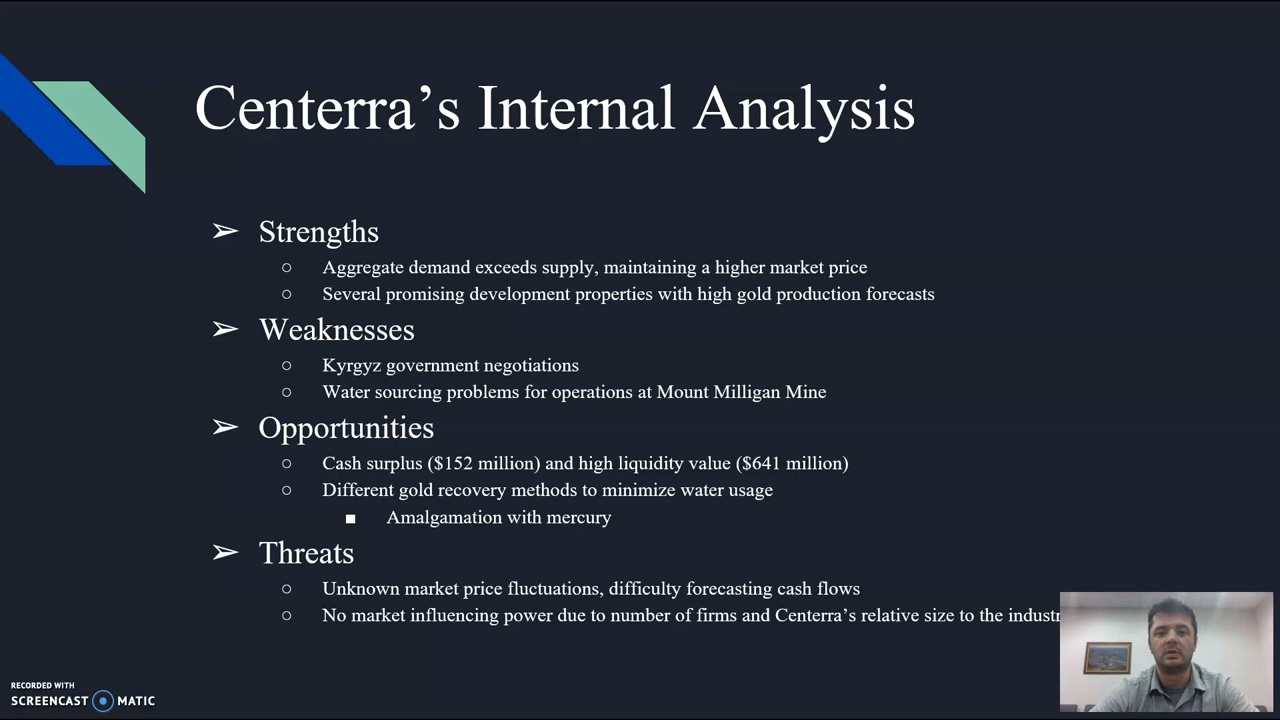 Centerra’s Internal Analysis
➢ Strengths
○ Aggregate demand exceeds supply, maintaining a higher market price
○ Several promising development properties with high gold production forecasts
➢ Weaknesses
○ Kyrgyz government negotiations
○ Water sourcing problems for operations at Mount Milligan Mine
➢ Opportunities
○ Cash surplus ($152 million) and high liquidity value ($641 million)
○ Different gold recovery methods to minimize water usage
■ Amalgamation with mercury
➢ Threats
○ Unknown market price fluctuations, difficulty forecasting cash flows
○ No market influencing power due to number of firms and Centerra’s relative size to the
RECORDED WITH
SCREENCAST MATIC